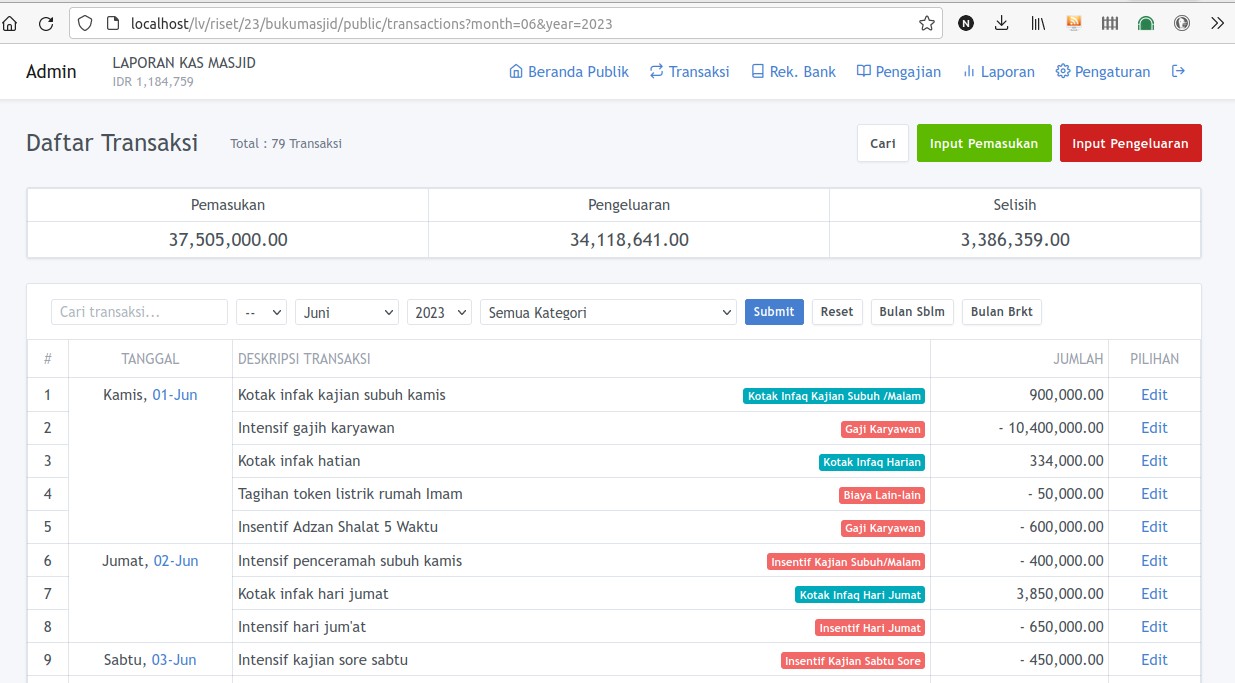 localhost/lv/riset/23/bukumasjid/public/transactions?month=06&year=2023
N
Admin
LAPORAN KAS MASJID
IDR 1,184,759
Beranda Publik Transaksi Rek. Bank Pengajian Laporan Pengaturan
Daftar Transaksi Total : 79 Transaksi Cari Input Pemasukan Input Pengeluaran
Pemasukan Pengeluaran Selisih
37,505,000.00 34,118,641.00 3,386,359.00
Cari transaksi... -- Juni 2023 Semua Kategori Submit Reset Bulan Sblm Bulan Brkt
# TANGGAL DESKRIPSI TRANSAKSI JUMLAH PILIHAN
1 Kamis, 01-Jun Kotak infak kajian subuh kamis Kotak Infaq Kajian Subuh /Malam 900,000.00 Edit
2 Intensif gajih karyawan Gaji Karyawan - 10,400,000.00 Edit
3 Kotak infak hatian Kotak Infaq Harian 334,000.00 Edit
4 Tagihan token listrik rumah Imam Biaya Lain-lain - 50,000.00 Edit
5 Insentif Adzan Shalat 5 Waktu Gaji Karyawan - 600,000.00 Edit
6 Jumat, 02-Jun Intensif penceramah subuh kamis Insentif Kajian Subuh/Malam - 400,000.00 Edit
7 Kotak infak hari jumat Kotak Infaq Hari Jumat 3,850,000.00 Edit
8 Intensif hari jum'at Insentif Hari Jumat - 650,000.00 Edit
9 Sabtu, 03-Jun Intensif kajian sore sabtu Insentif Kajian Sabtu Sore - 450,000.00 Edit